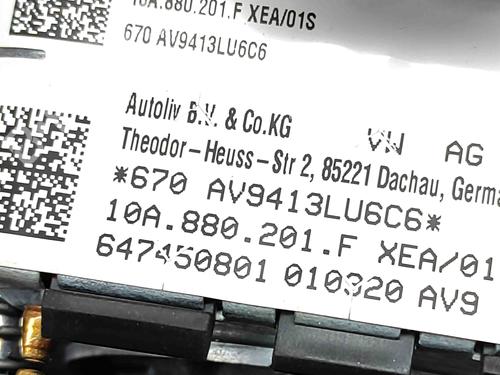 10A.880.201.F XEA/01S
670 AV9413LU6C6
Autoliv B.V. & Co.KG
VW AG
Theodor-Heuss-Str 2, 85221 Dachau, Germa
*670 AV9413LU6C6*
10A.880.201.F XEA/01
647450801 010320 AV9